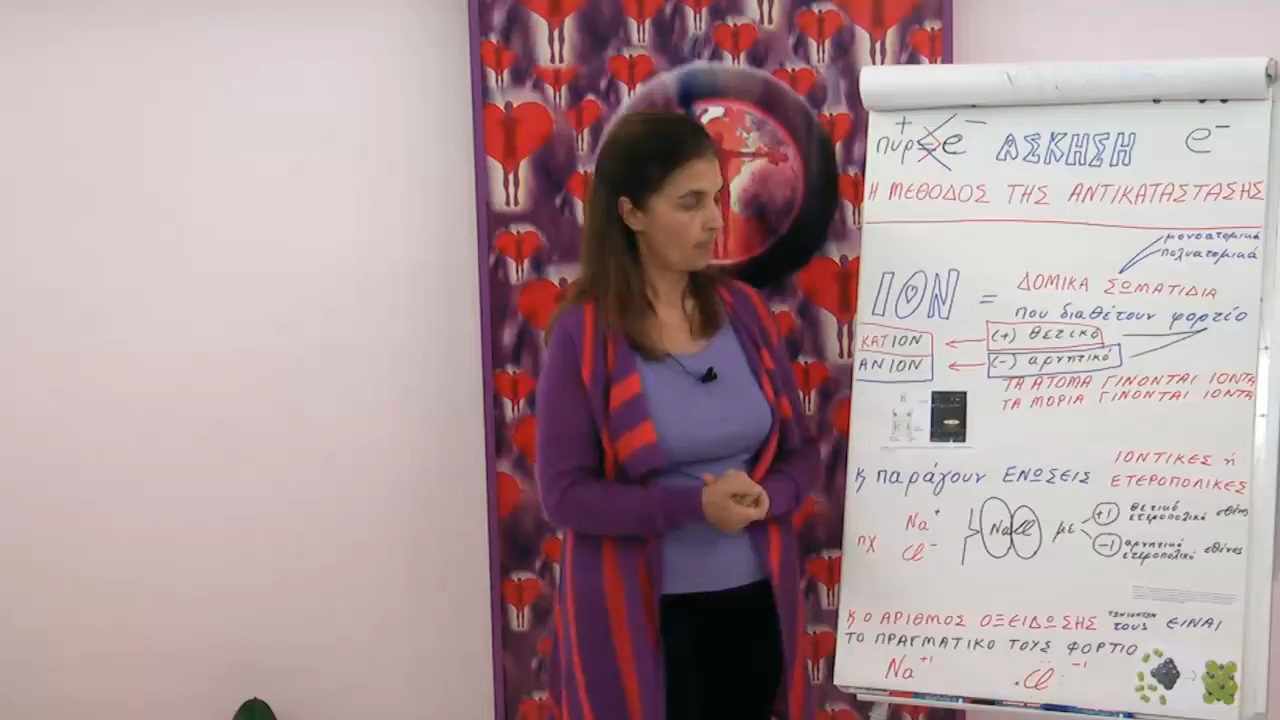 πυρ + e⁻ ΑΣΚΗΣΗ e⁻
Η ΜΕΘΟΔΟΣ ΤΗΣ ΑΝΤΙΚΑΤΑΣΤΑΣΗΣ
μονοατομικά
πολυατομικά
ΙΟΝ = ΔΟΜΙΚΑ ΣΩΜΑΤΙΔΙΑ
που διαθέτουν φορτίο
ΚΑΤΙΟΝ ← (+) θετικό
ΑΝΙΟΝ ← (-) αρνητικό
ΤΑ ΑΤΟΜΑ ΓΙΝΟΝΤΑΙ ΙΟΝΤΑ
ΤΑ ΜΟΡΙΑ ΓΙΝΟΝΤΑΙ ΙΟΝΤΑ
ϗ παράγουν ΕΝΩΣΕΙΣ ΙΟΝΤΙΚΕΣ ή
ΕΤΕΡΟΠΟΛΙΚΕΣ
πχ Na⁺ Cl⁻ } NaCl με
+1 θετικό ετεροπολικό σθένος
-1 αρνητικό ετεροπολικό σθένος
ϗ Ο ΑΡΙΘΜΟΣ ΟΞΕΙΔΩΣΗΣ τους ΕΙΝΑΙ
ΤΟ ΠΡΑΓΜΑΤΙΚΟ ΤΟΥΣ ΦΟΡΤΙΟ
Na⁺¹ Cl⁻¹